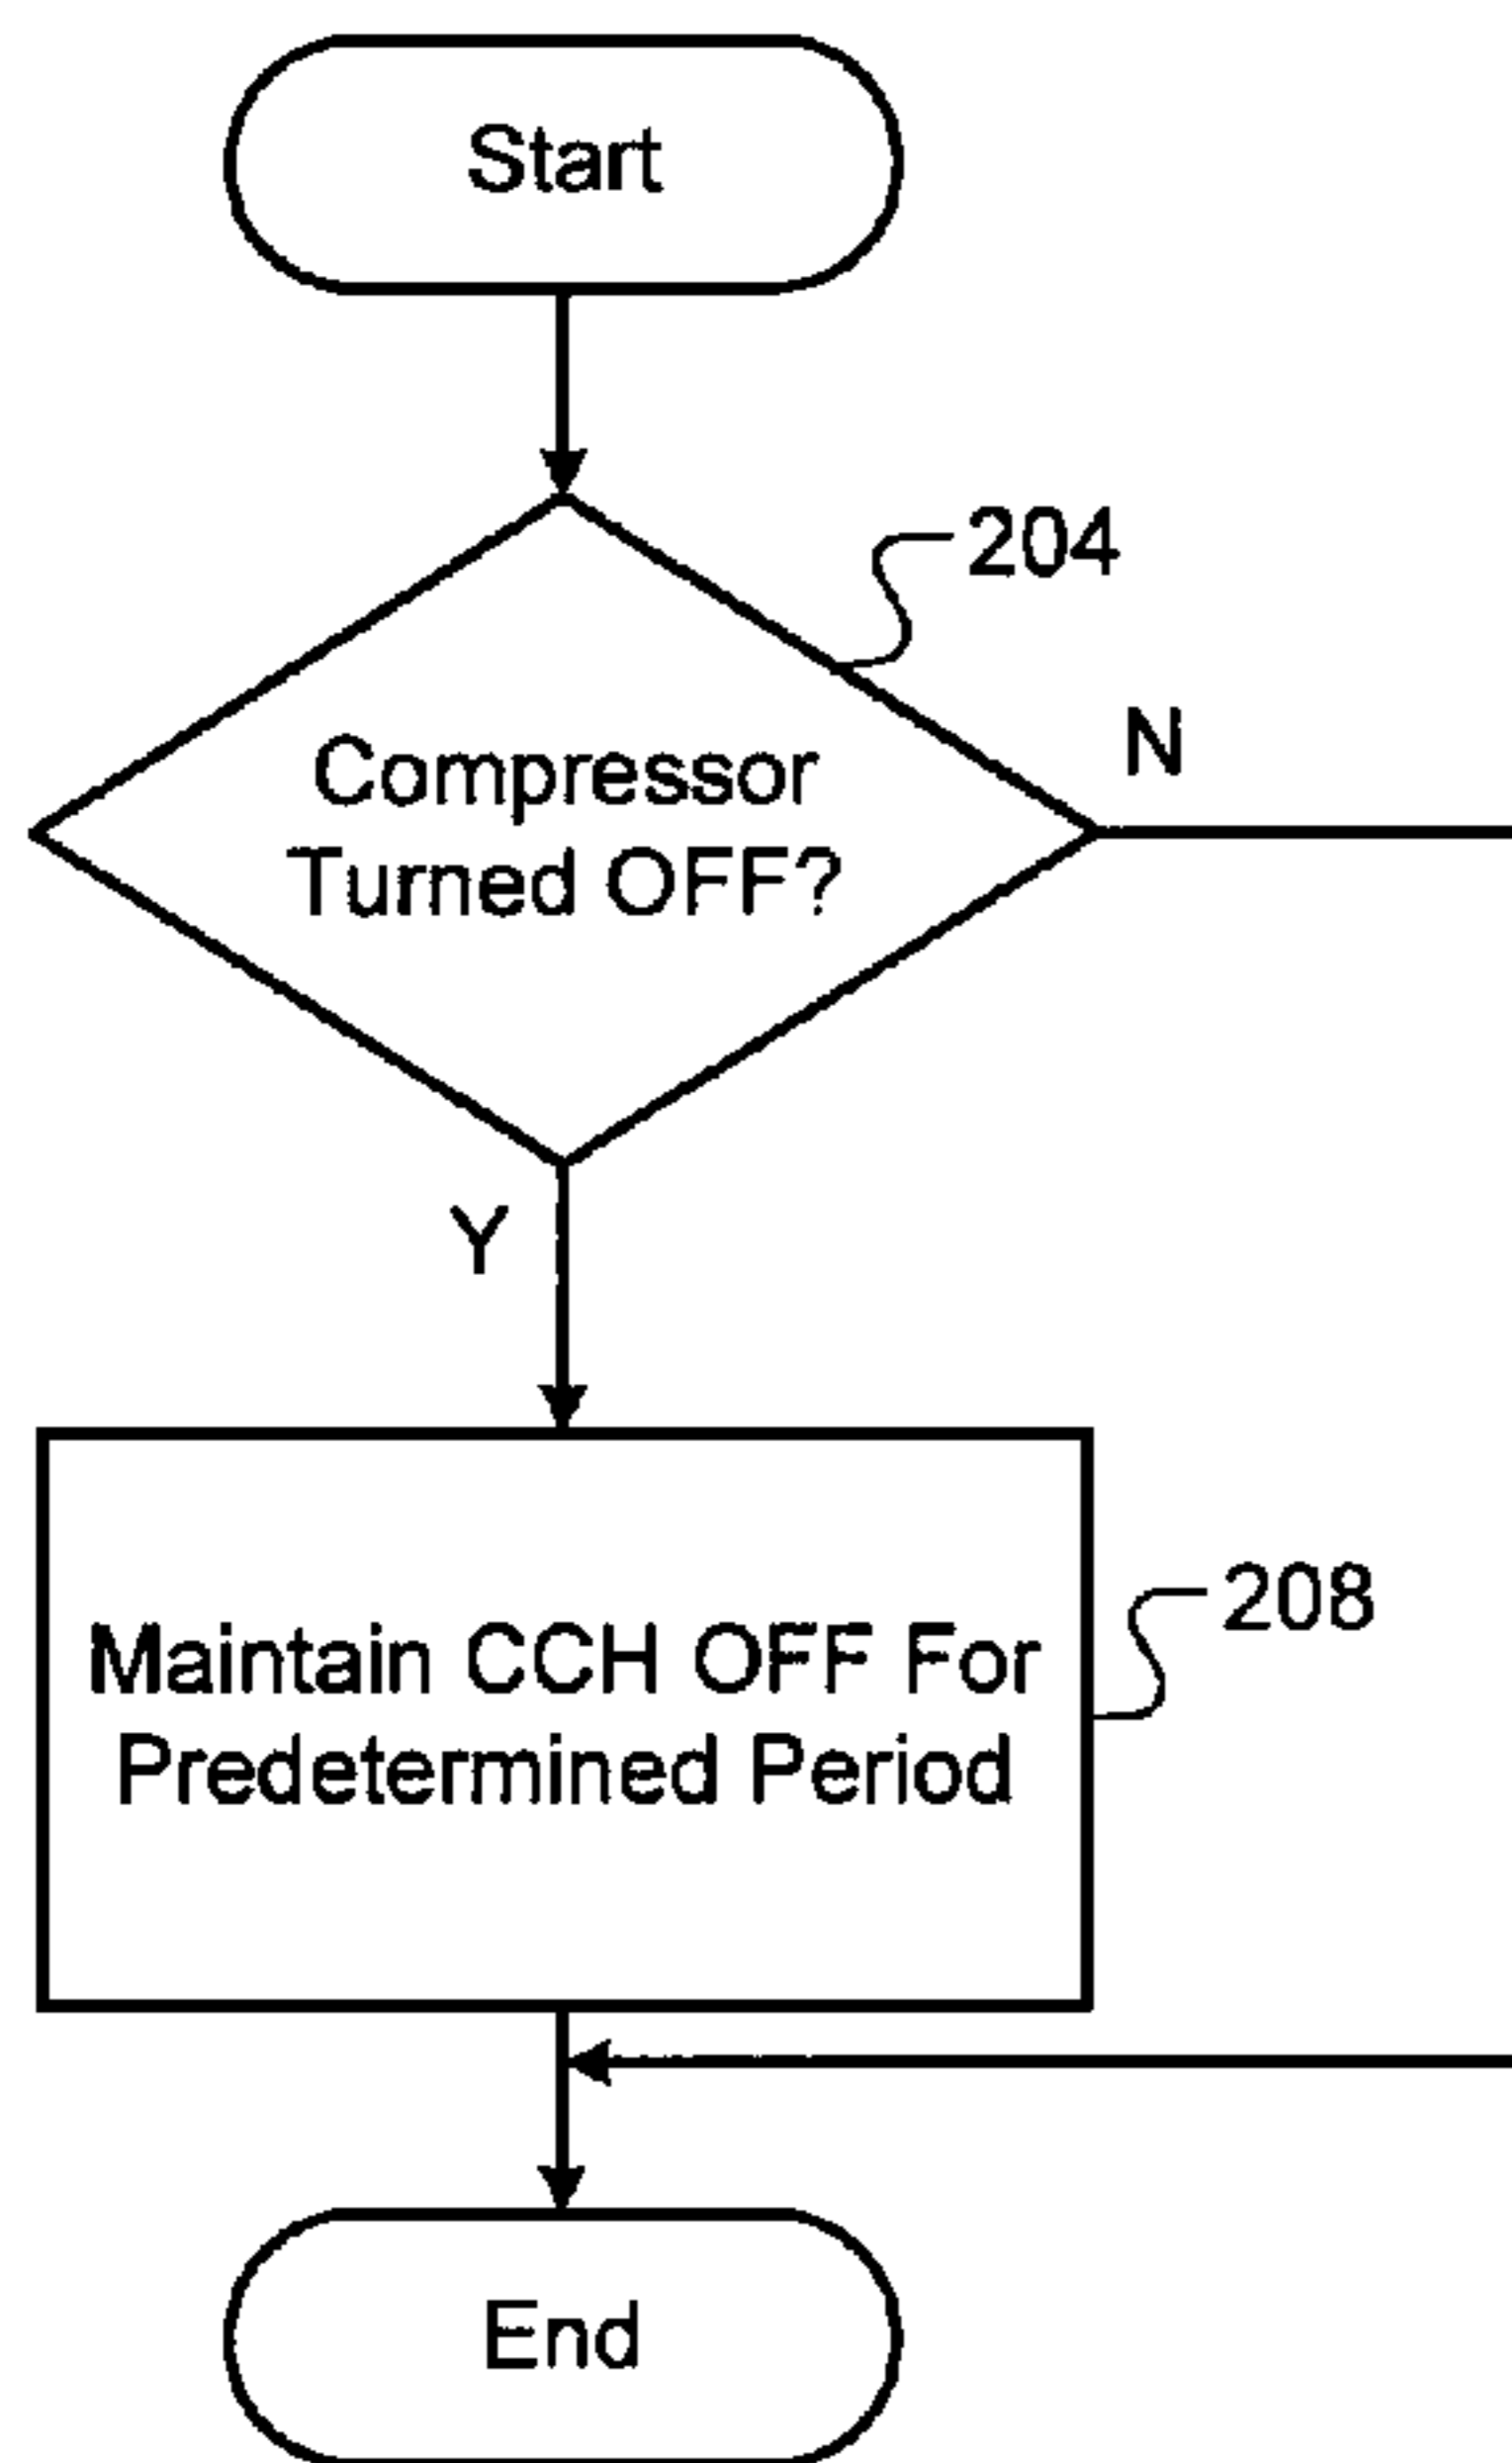 Start
204
N
Compressor
Turned OFF?
Y
208
Maintain CCH OFF For
Predetermined Period
End